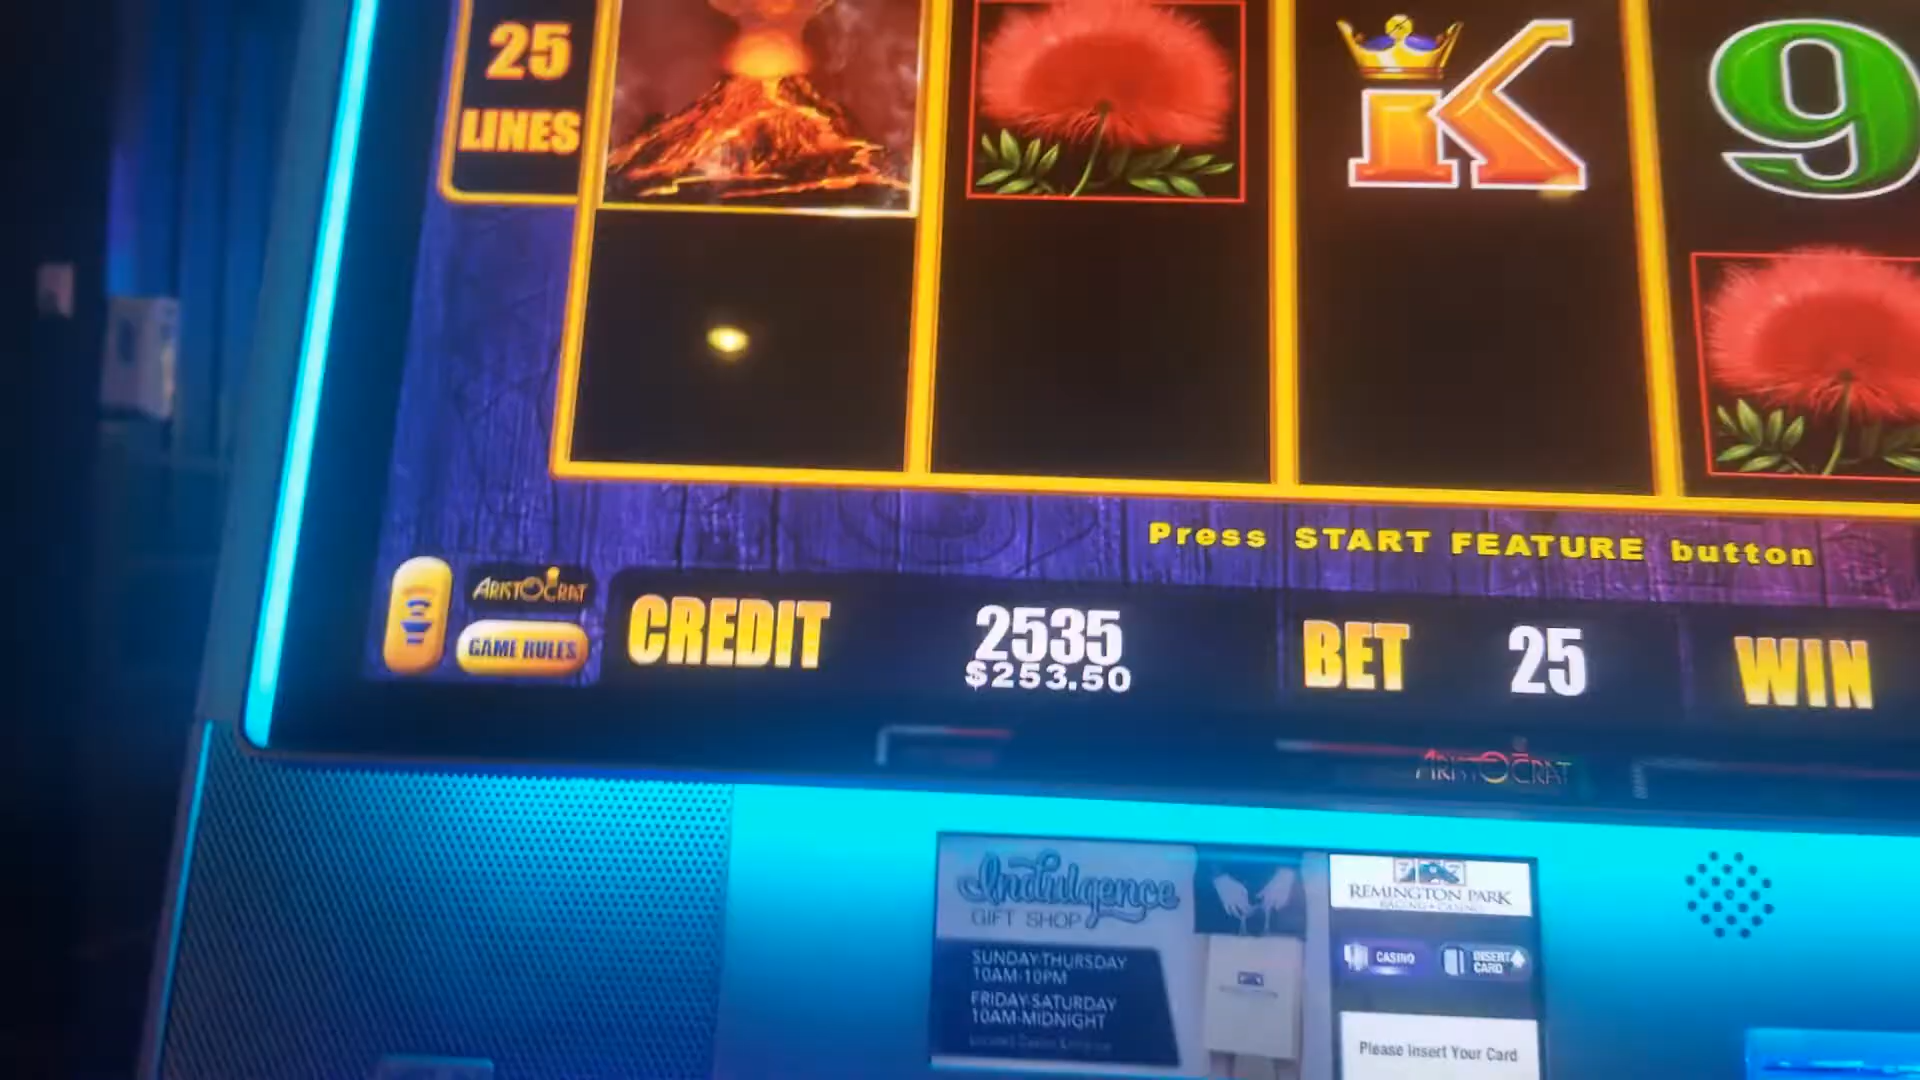 25
LINES
K
9
Press START FEATURE button
ARISTOCRAT
GAME RULES
CREDIT
2535
$253.50
BET
25
WIN
ARISTOCRAT
Indulgence
GIFT SHOP
SUNDAY-THURSDAY
10AM-10PM
FRIDAY-SATURDAY
10AM-MIDNIGHT
REMINGTON PARK
RACING • CASINO
CASINO
INSERT
CARD
Please Insert Your Card